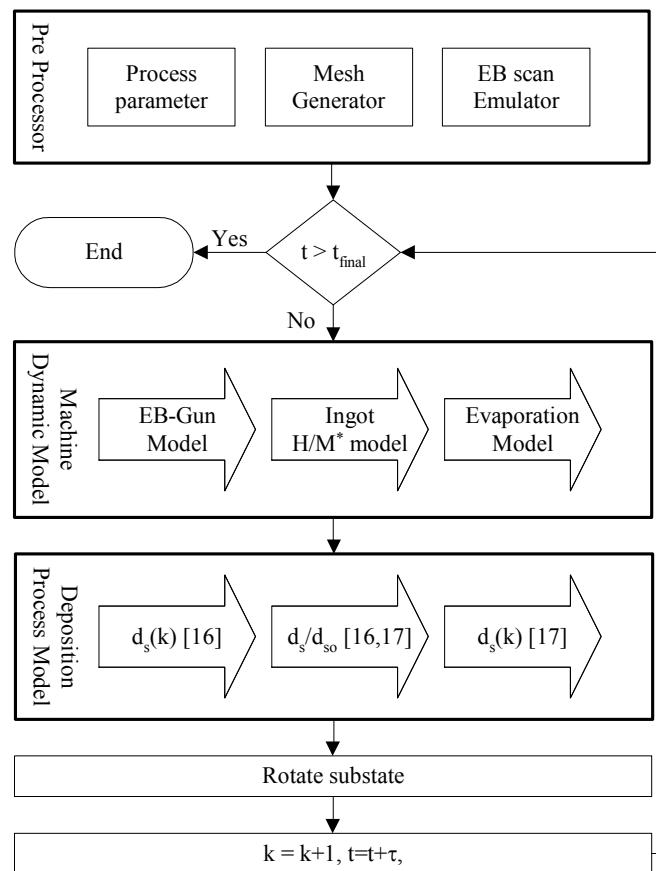 Pre Processor
Process
parameter
Mesh
Generator
EB scan
Emulator
End
Yes
t > t_final
No
Machine
Dynamic Model
EB-Gun
Model
Ingot
H/M* model
Evaporation
Model
Deposition
Process Model
d_s(k) [16]
d_s/d_so [16,17]
d_s(k) [17]
Rotate substate
k = k+1, t=t+τ,